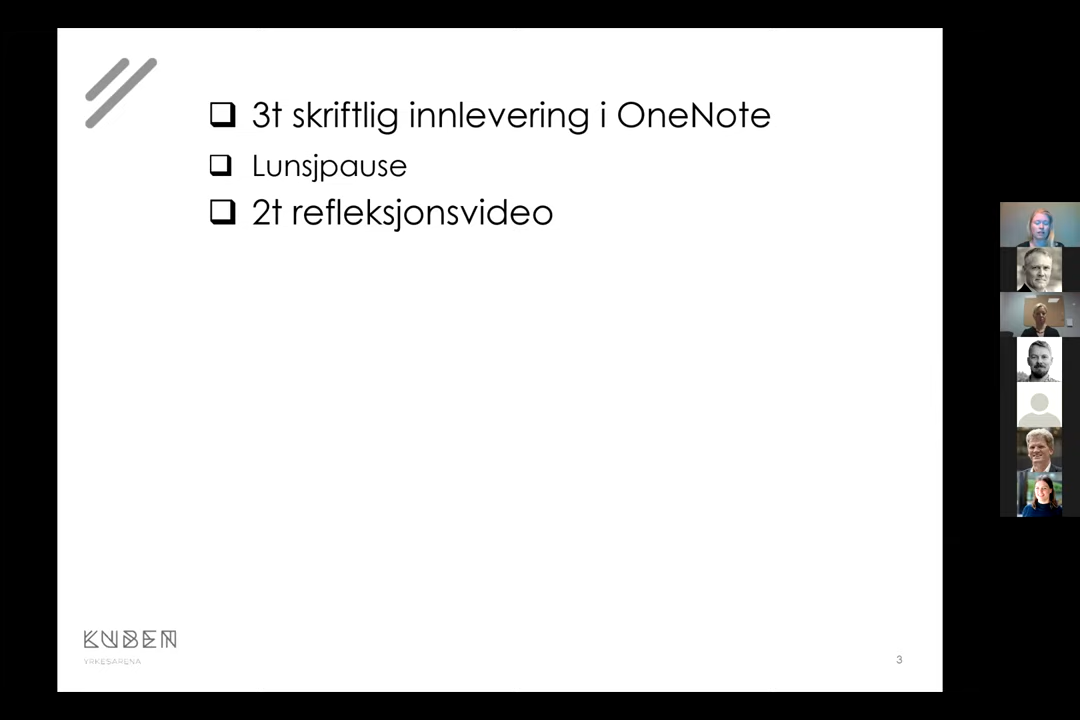 3t skriftlig innlevering i OneNote
Lunsjpause
2t refleksjonsvideo
KUBEN
YRKESARENA
3